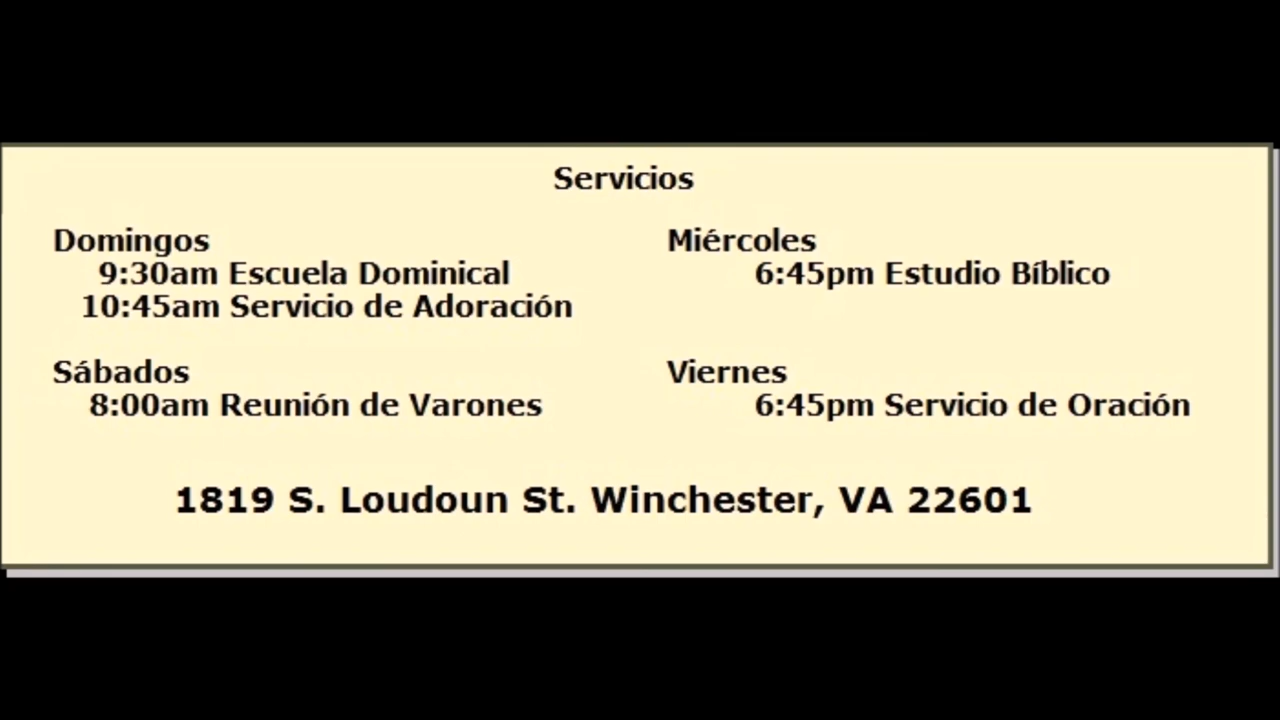 Servicios
Domingos
9:30am Escuela Dominical
10:45am Servicio de Adoración
Miércoles
6:45pm Estudio Bíblico
Sábados
8:00am Reunión de Varones
Viernes
6:45pm Servicio de Oración
1819 S. Loudoun St. Winchester, VA 22601